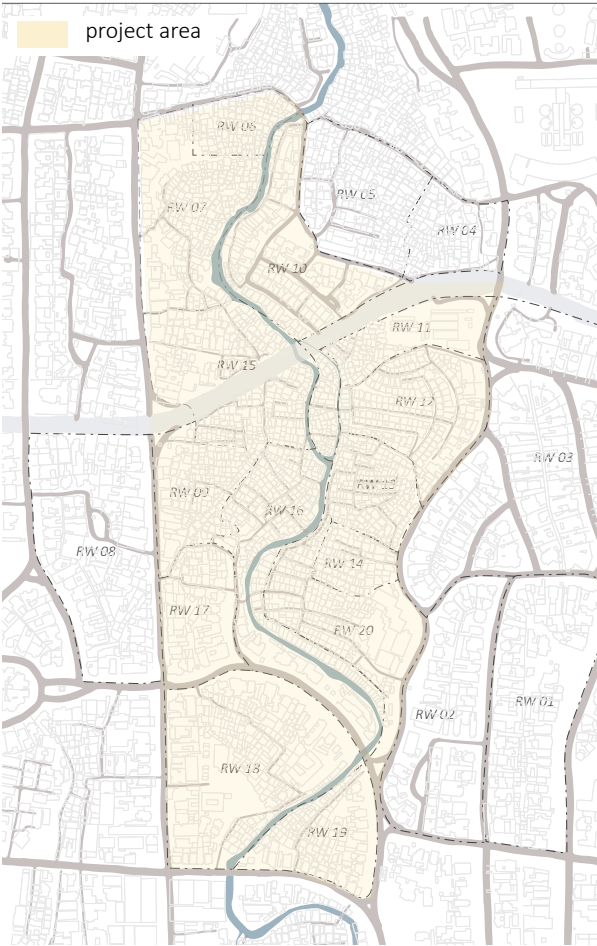 project area
RW 06
RW 05
RW 07
RW 04
RW 10
RW 11
RW 15
RW 12
RW 03
RW 13
RW 09
RW 16
RW 08
RW 14
RW 17
RW 20
RW 01
RW 02
RW 18
RW 19